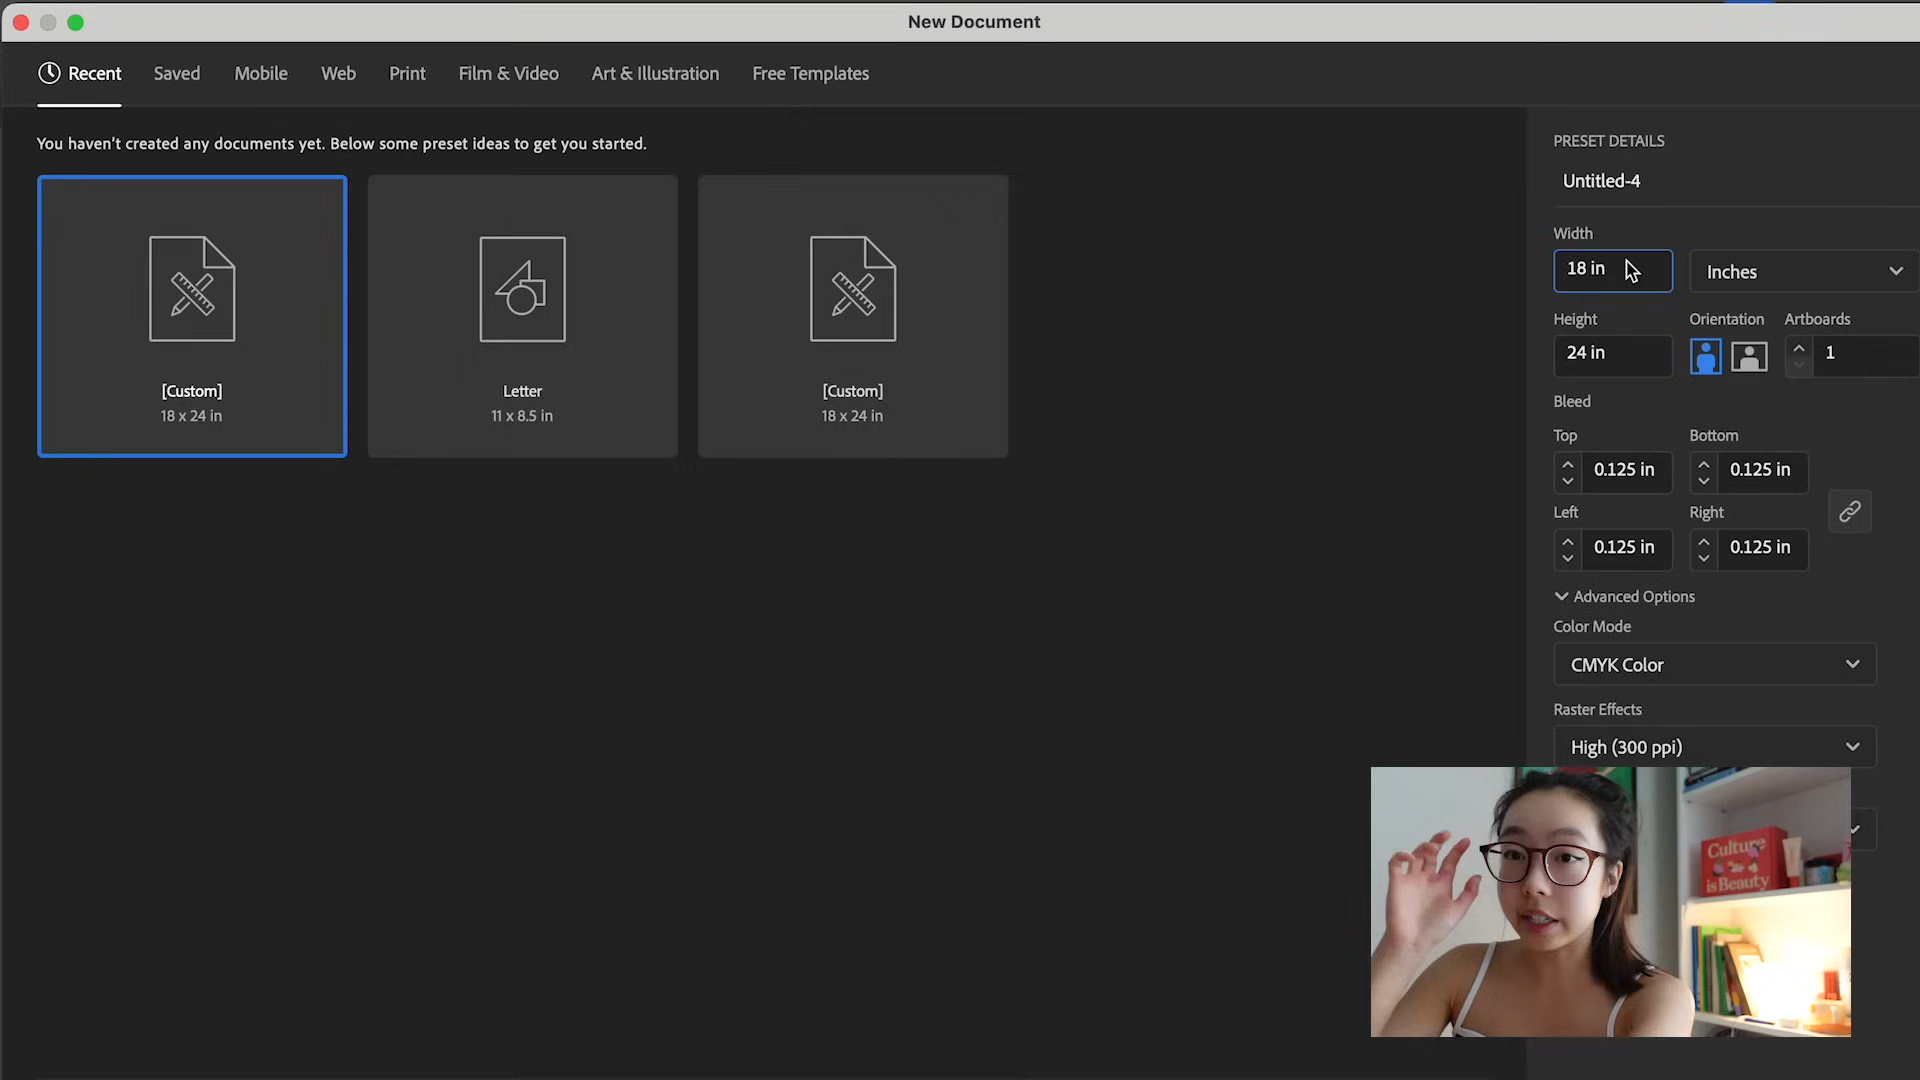 New Document
Recent Saved Mobile Web Print Film & Video Art & Illustration Free Templates
You haven't created any documents yet. Below some preset ideas to get you started.
[Custom]
18 x 24 in
Letter
11 x 8.5 in
[Custom]
18 x 24 in
PRESET DETAILS
Untitled-4
Width
18 in Inches
Height Orientation Artboards
24 in 1
Bleed
Top Bottom
0.125 in 0.125 in
Left Right
0.125 in 0.125 in
Advanced Options
Color Mode
CMYK Color
Raster Effects
High (300 ppi)
Culture
is Beauty